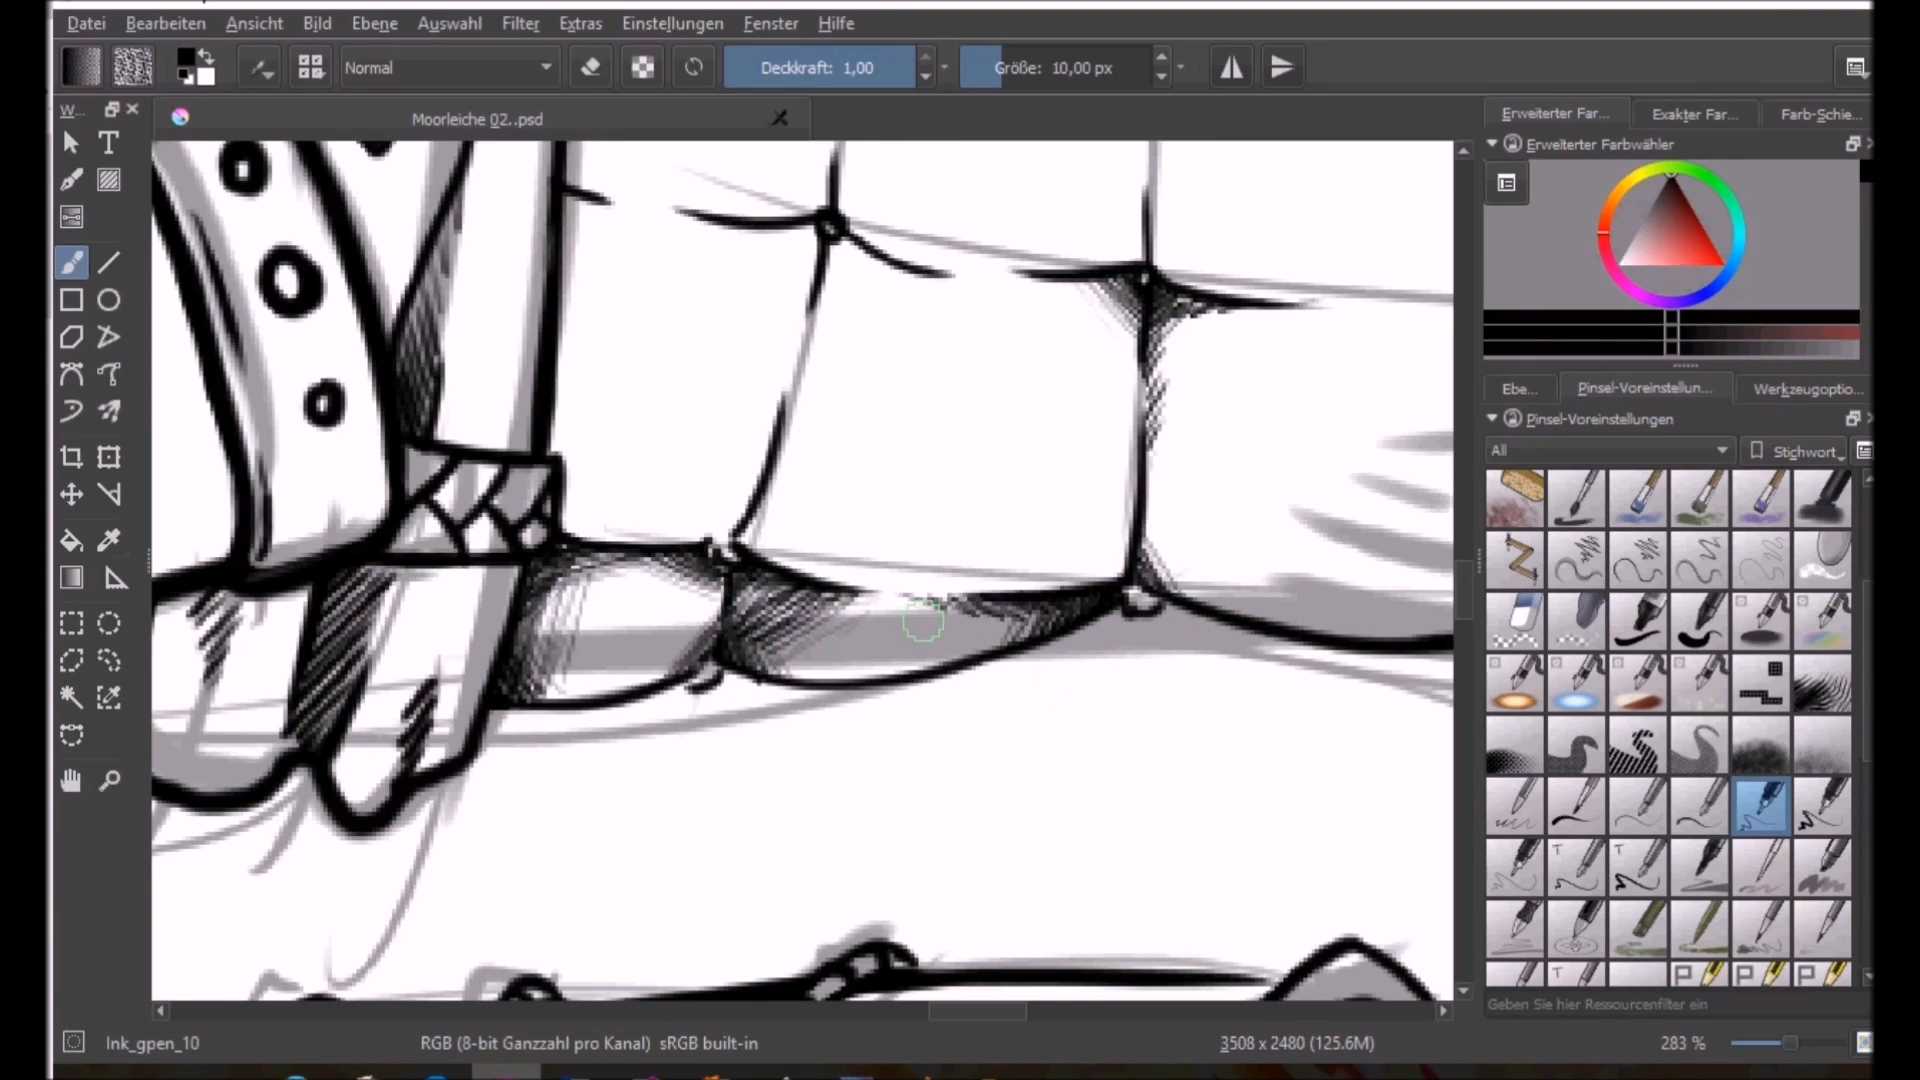 Datei Bearbeiten Ansicht Bild Ebene Auswahl Filter Extras Einstellungen Fenster Hilfe
Normal Deckkraft: 1,00 Größe: 10,00 px
W... Moorleiche 02..psd Erweiterter Far... Exakter Far... Farb-Schie...
Erweiterter Farbwähler
Ebe... Pinsel-Voreinstellun... Werkzeugoptio...
Pinsel-Voreinstellungen
All Stichwort
Geben Sie hier Ressourcenfilter ein
Ink_gpen_10 RGB (8-bit Ganzzahl pro Kanal) sRGB built-in 3508 x 2480 (125.6M) 283 %